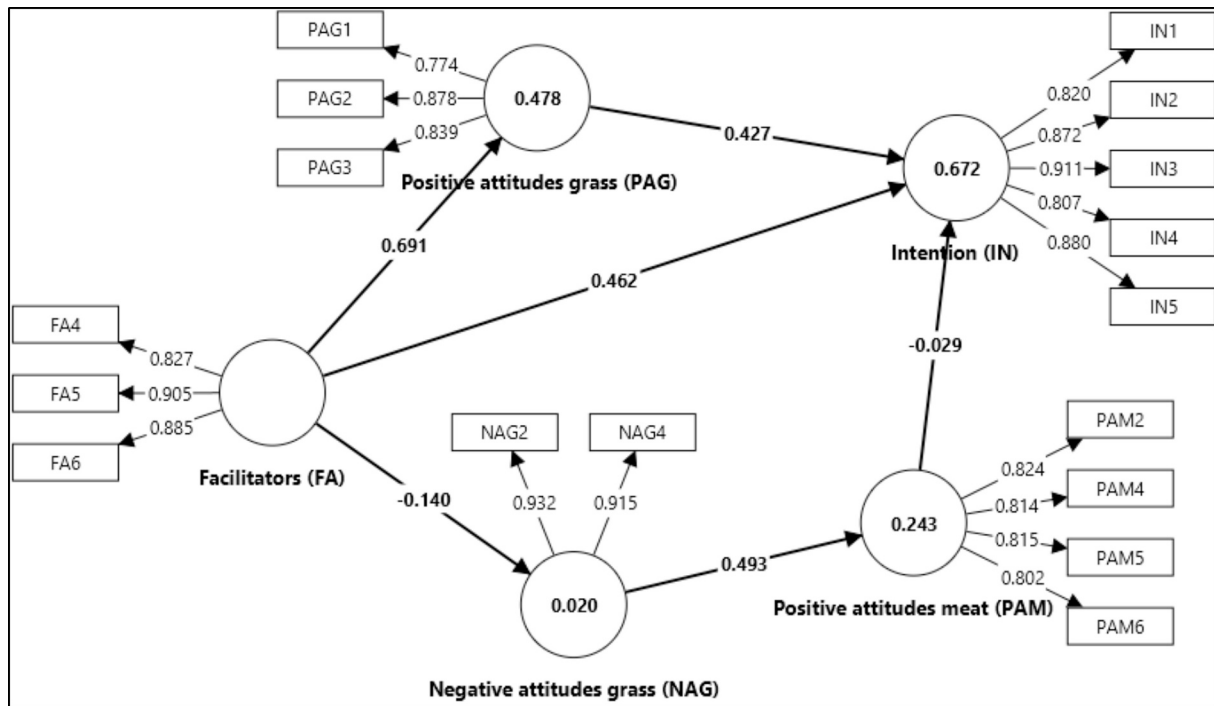 PAG1
0.774
PAG2
0.878
0.478
PAG3
0.839
Positive attitudes grass (PAG)
0.427
IN1
0.820
IN2
0.872
0.672
0.911
IN3
0.807
IN4
0.880
Intention (IN)
IN5
0.691
0.462
-0.029
FA4
0.827
FA5
0.905
0.885
FA6
Facilitators (FA)
-0.140
NAG2
NAG4
0.932
0.915
0.020
Negative attitudes grass (NAG)
0.493
0.243
Positive attitudes meat (PAM)
PAM2
0.824
PAM4
0.814
0.815
PAM5
0.802
PAM6